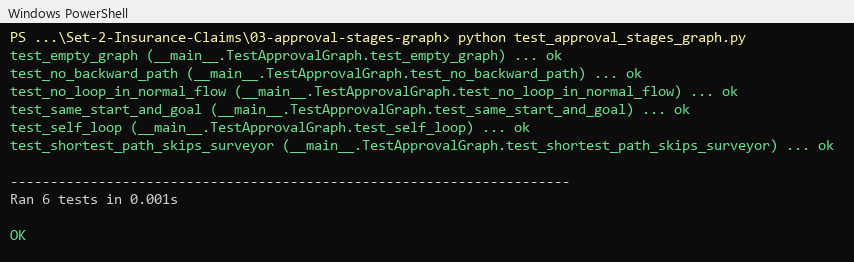 Windows PowerShell
PS ...\Set-2-Insurance-Claims\03-approval-stages-graph> python test_approval_stages_graph.py
test_empty_graph (__main__.TestApprovalGraph.test_empty_graph) ... ok
test_no_backward_path (__main__.TestApprovalGraph.test_no_backward_path) ... ok
test_no_loop_in_normal_flow (__main__.TestApprovalGraph.test_no_loop_in_normal_flow) ... ok
test_same_start_and_goal (__main__.TestApprovalGraph.test_same_start_and_goal) ... ok
test_self_loop (__main__.TestApprovalGraph.test_self_loop) ... ok
test_shortest_path_skips_surveyor (__main__.TestApprovalGraph.test_shortest_path_skips_surveyor) ... ok
----------------------------------------------------------------------
Ran 6 tests in 0.001s
OK